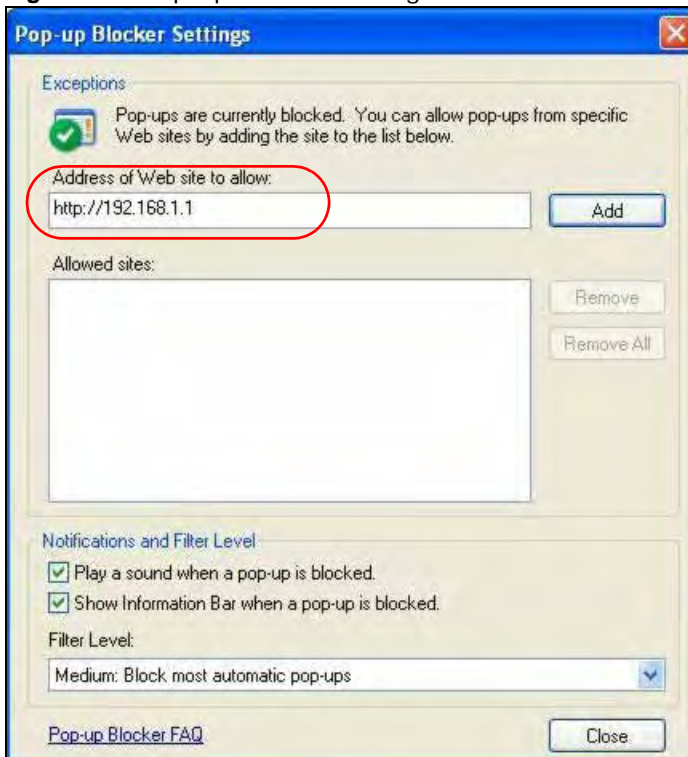 Pop-up Blocker Settings
Exceptions
Pop-ups are currently blocked. You can allow pop-ups from specific
Web sites by adding the site to the list below.
Address of Web site to allow:
http://192.168.1.1
Add
Allowed sites:
Remove
Remove All
Notifications and Filter Level
Play a sound when a pop-up is blocked.
Show Information Bar when a pop-up is blocked.
Filter Level:
Medium: Block most automatic pop-ups
Pop-up Blocker FAQ
Close